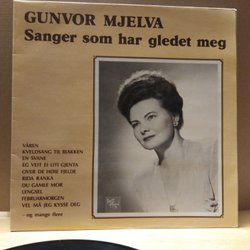 GUNVOR MJELVA
Sanger som har gledet meg
VÅREN
KVELDSSANG TIL BLAKKEN
EN SVANE
EG VEIT EI LITI GJENTA
OVER DE HØIE FJELDE
RIDA RANKA
DU GAMLE MOR
LENGSEL
FEBRUARMORGEN
VEL MÅ JEG KYSSE DEG
- og mange flere